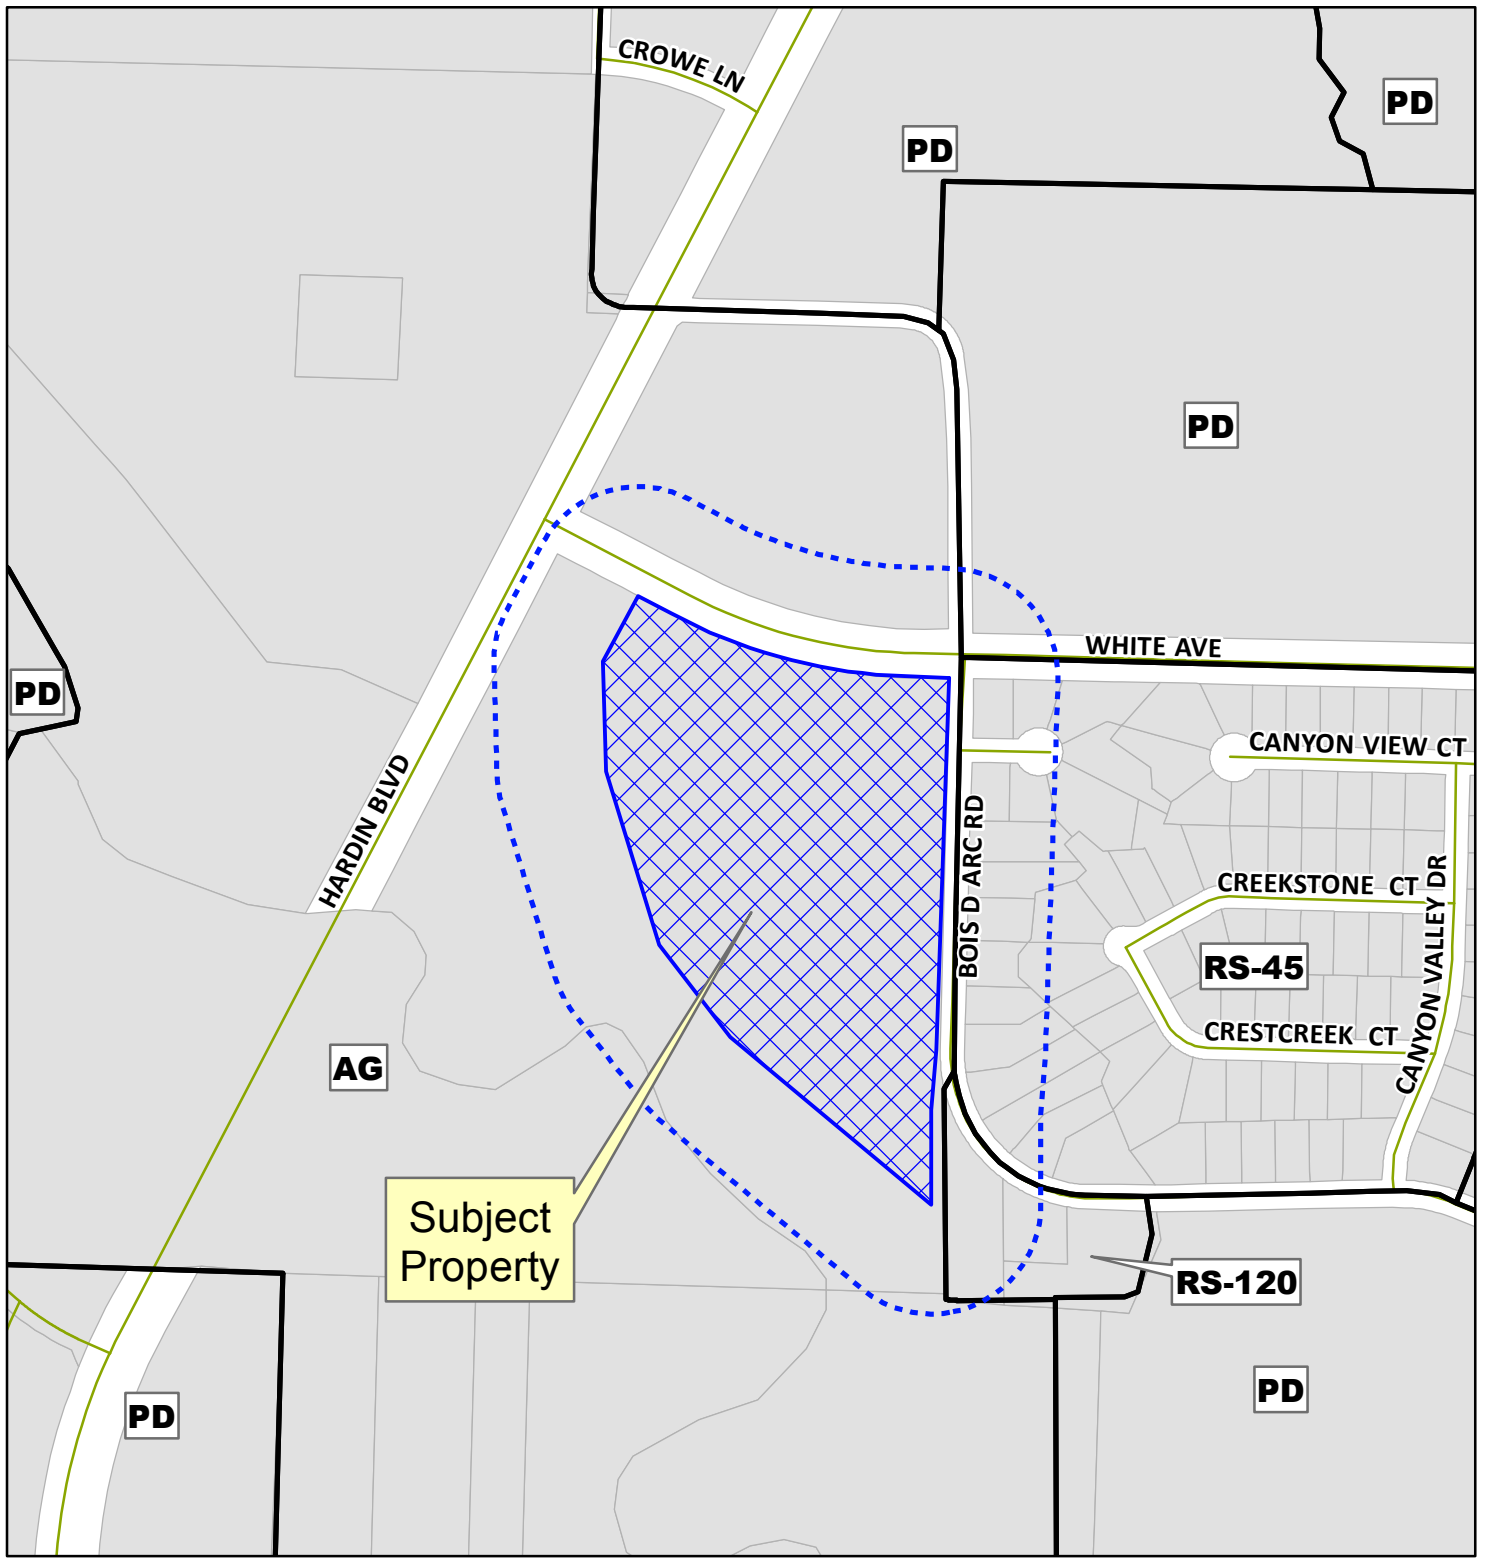 CROWE LN
PD
PD
PD
WHITE AVE
PD
CANYON VIEW CT
HARDIN BLVD
BOIS D ARC RD
CREEKSTONE CT
CANYON VALLEY DR
RS-45
CRESTCREEK CT
AG
Subject
Property
RS-120
PD
PD